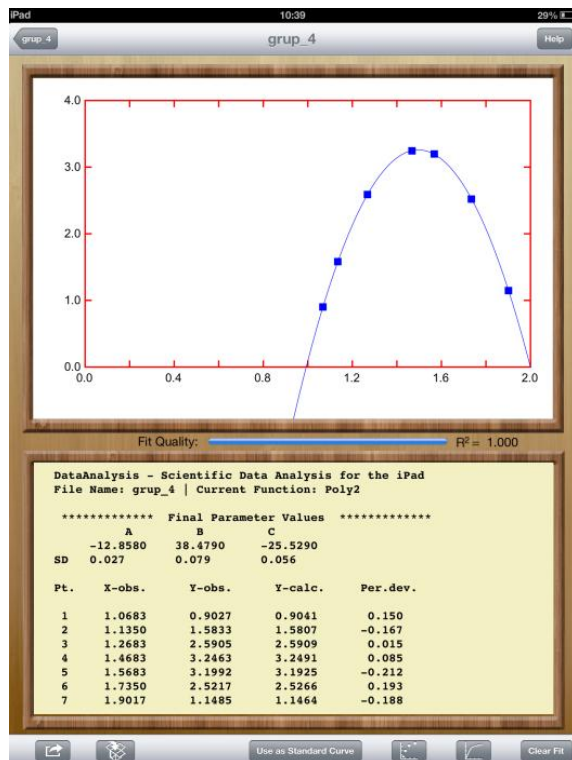 iPad 10:39 29%
grup_4 grup_4 Help
4.0
3.0
2.0
1.0
0.0
0.0 0.4 0.8 1.2 1.6 2.0
Fit Quality: R²= 1.000
DataAnalysis - Scientific Data Analysis for the iPad
File Name: grup_4 | Current Function: Poly2
************* Final Parameter Values *************
A B C
-12.8580 38.4790 -25.5290
SD 0.027 0.079 0.056
Pt. X-obs. Y-obs. Y-calc. Per.dev.
1 1.0683 0.9027 0.9041 0.150
2 1.1350 1.5833 1.5807 -0.167
3 1.2683 2.5905 2.5909 0.015
4 1.4683 3.2463 3.2491 0.085
5 1.5683 3.1992 3.1925 -0.212
6 1.7350 2.5217 2.5266 0.193
7 1.9017 1.1485 1.1464 -0.188
Use as Standard Curve Clear Fit